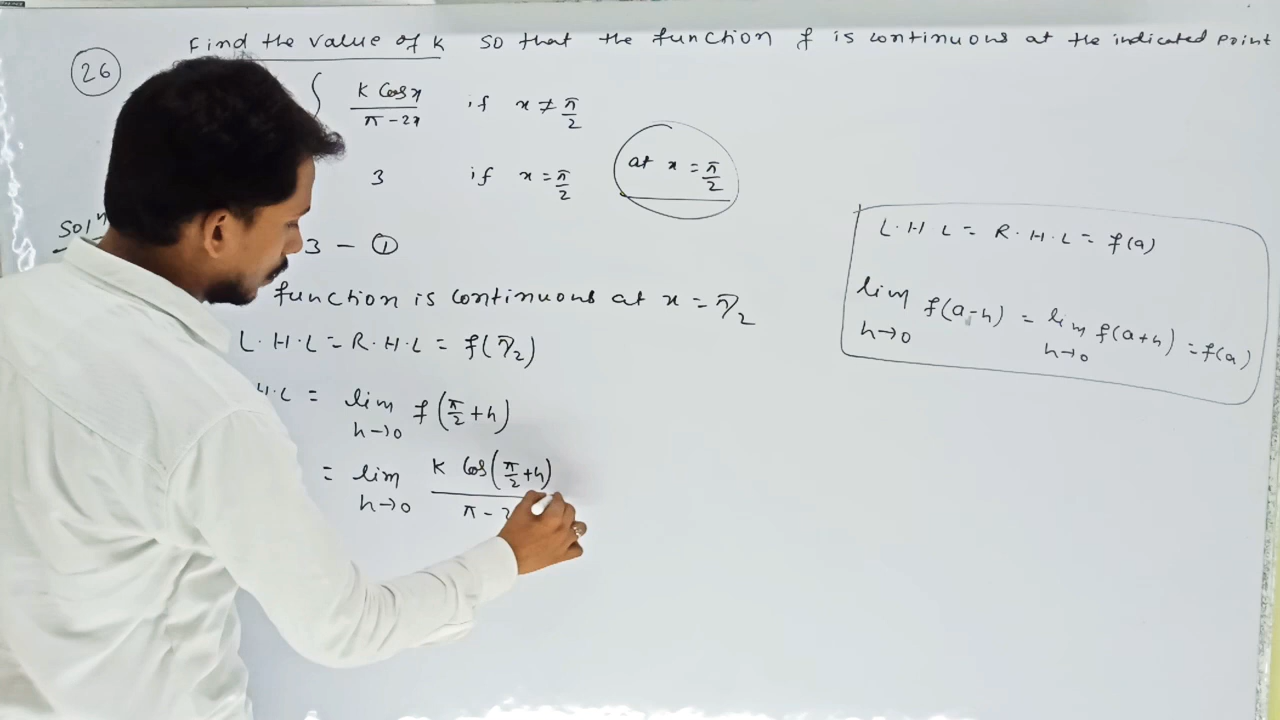 Find the value of k so that the function f is continuous at the indicated point
26
k Cos x / π - 2x if x ≠ π/2
3 if x = π/2
at x = π/2
Solⁿ
3 - ①
function is continuous at x = π/2
L.H.L = R.H.L = f(π/2)
H.L = lim h→0 f(π/2 + h)
= lim h→0 k Cos(π/2 + h) / π - 2
L.H.L = R.H.L = f(a)
lim h→0 f(a-h) = lim h→0 f(a+h) = f(a)